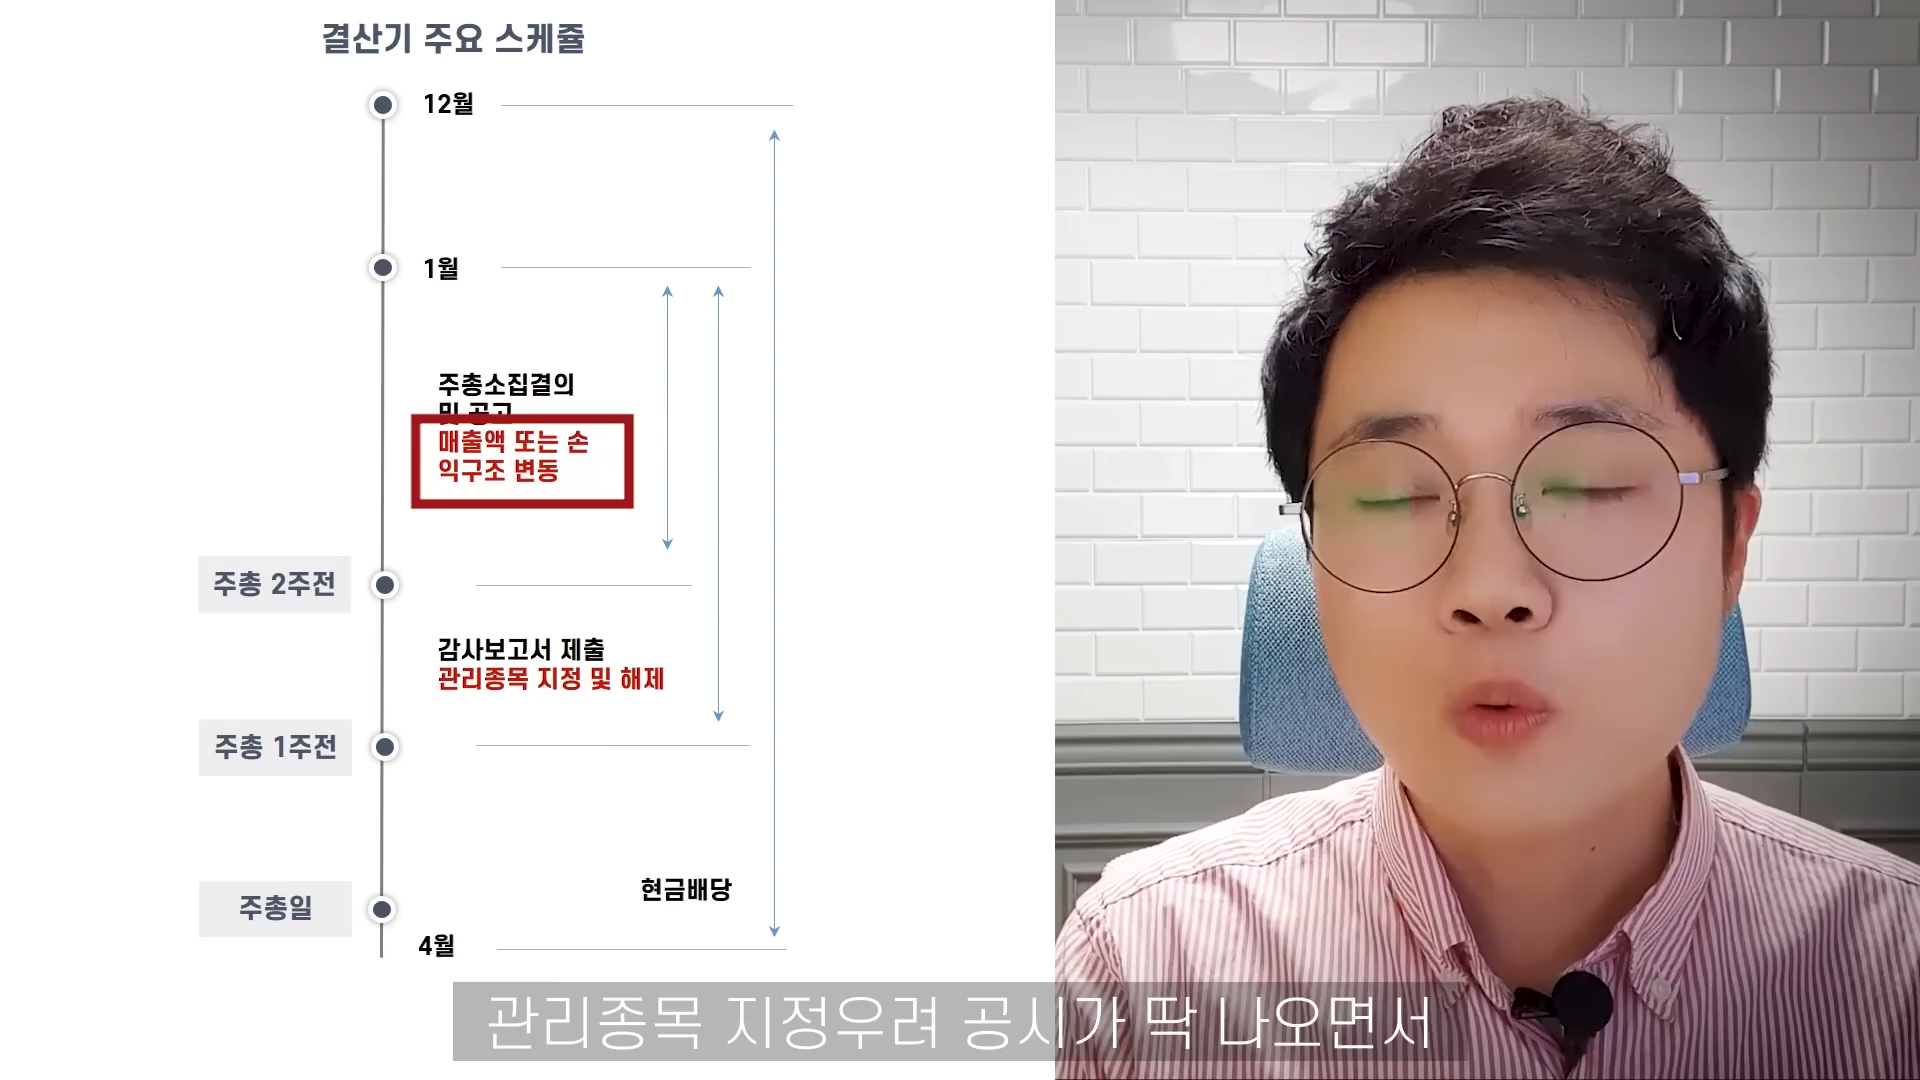 결산기 주요 스케쥴
12월
1월
주총소집결의
및 공고
매출액 또는 손
익구조 변동
주총 2주전
감사보고서 제출
관리종목 지정 및 해제
주총 1주전
현금배당
주총일
4월
관리종목 지정우려 공시가 딱 나오면서